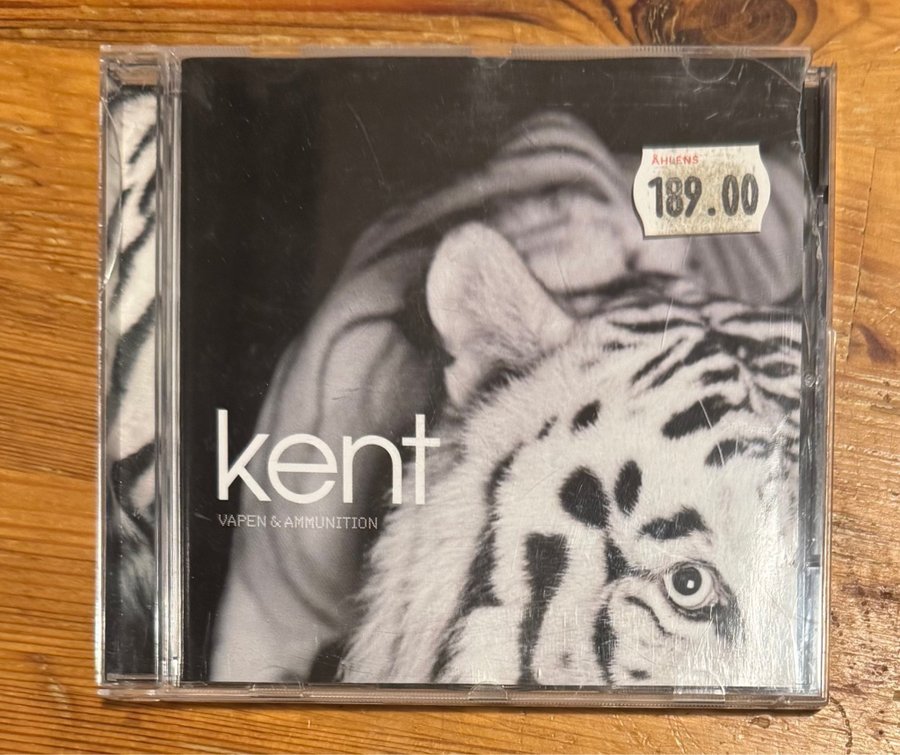 ÅHLENS
189.00
kent
VAPEN & AMMUNITION